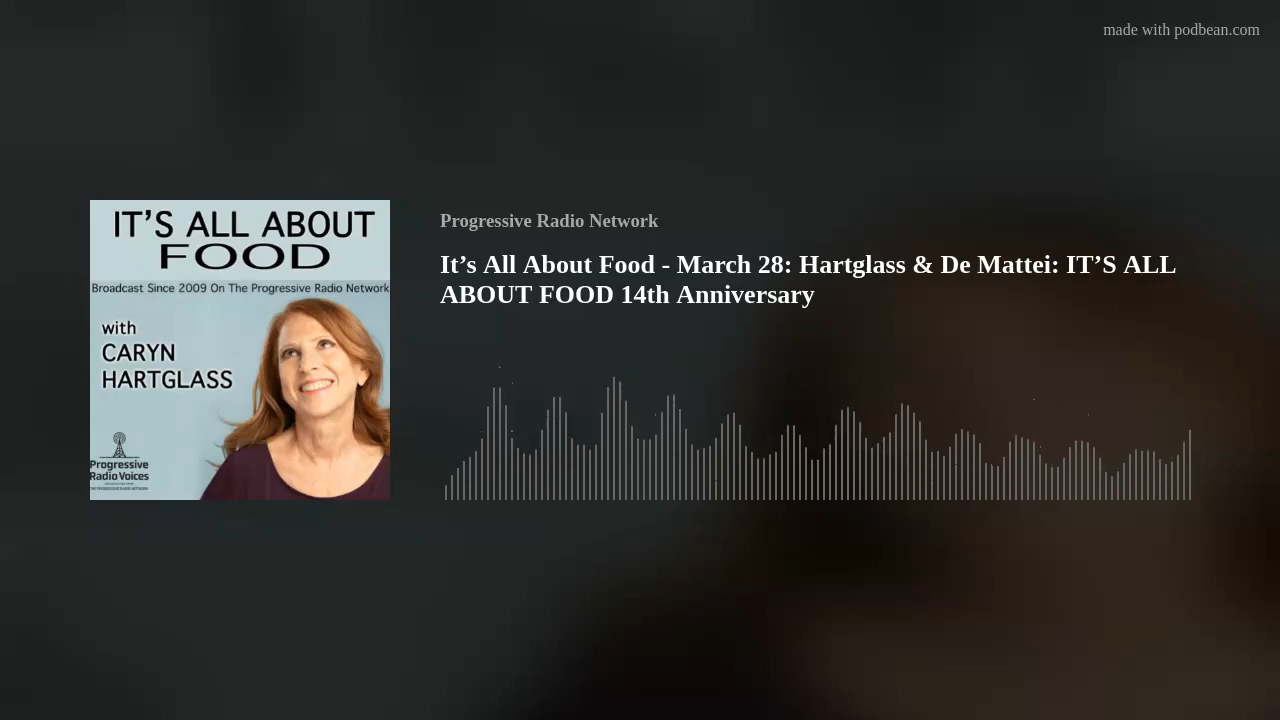 made with podbean.com
IT'S ALL ABOUT
FOOD
Broadcast Since 2009 On The Progressive Radio Network
with
CARYN
HARTGLASS
Progressive
Radio Voices
Progressive Radio Network
It’s All About Food - March 28: Hartglass & De Mattei: IT’S ALL
ABOUT FOOD 14th Anniversary